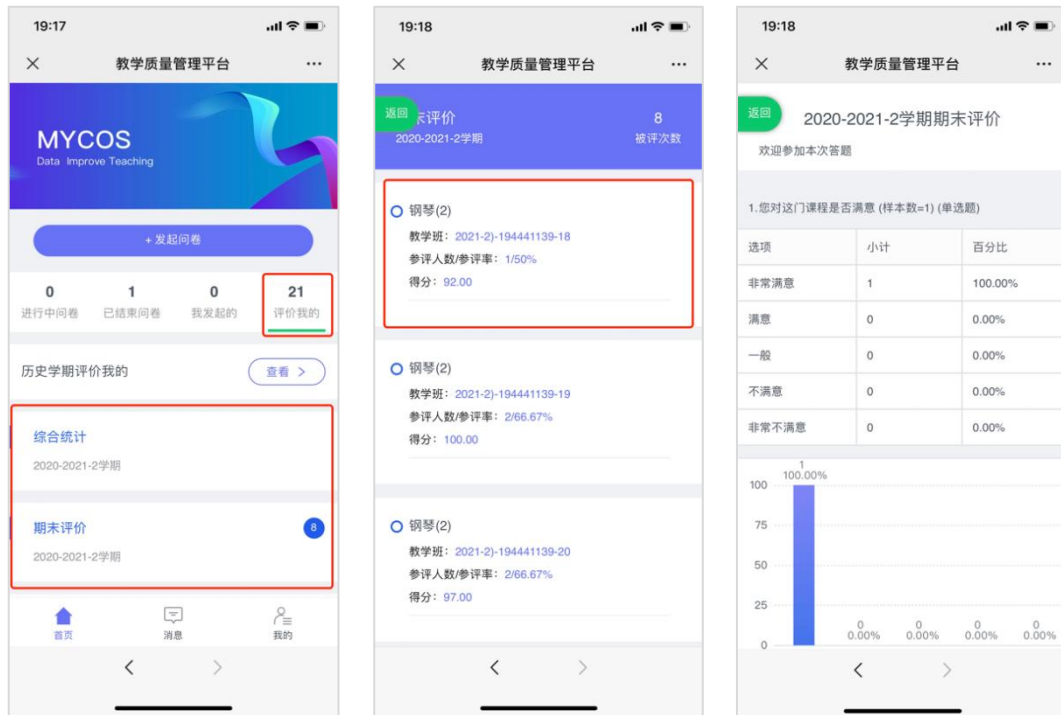 19:17
教学质量管理平台
MYCOS
Data Improve Teaching
+发起问卷
0 1 0 21
进行中问卷 已结束问卷 我发起的 评价我的
历史学期评价我的 查看 >
综合统计
2020-2021-2学期
期末评价 8
2020-2021-2学期
首页 消息 我的
19:18
教学质量管理平台
返回 末评价 8
2020-2021-2学期 被评次数
钢琴(2)
教学班：2021-2)-194441139-18
参评人数/参评率：1/50%
得分：92.00
钢琴(2)
教学班：2021-2)-194441139-19
参评人数/参评率：2/66.67%
得分：100.00
钢琴(2)
教学班：2021-2)-194441139-20
参评人数/参评率：2/66.67%
得分：97.00
19:18
教学质量管理平台
返回 2020-2021-2学期期末评价
欢迎参加本次答题
1.您对这门课程是否满意 (样本数=1) (单选题)
选项 小计 百分比
非常满意 1 100.00%
满意 0 0.00%
一般 0 0.00%
不满意 0 0.00%
非常不满意 0 0.00%
1
100.00%
100
75
50
25
0 0 0 0
0.00% 0.00% 0.00% 0.00%
0